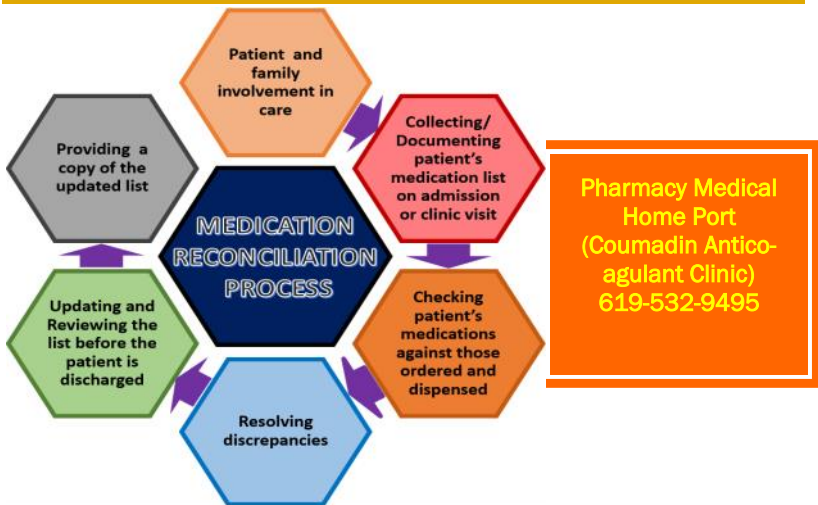 Patient and
family
involvement in
care
Collecting/
Documenting
patient's
medication list
on admission
or clinic visit
Checking
patient's
medications
against those
ordered and
dispensed
Resolving
discrepancies
Updating and
Reviewing the
list before the
patient is
discharged
Providing a
copy of the
updated list
MEDICATION
RECONCILIATION
PROCESS
Pharmacy Medical
Home Port
(Coumadin Antico-
agulant Clinic)
619-532-9495